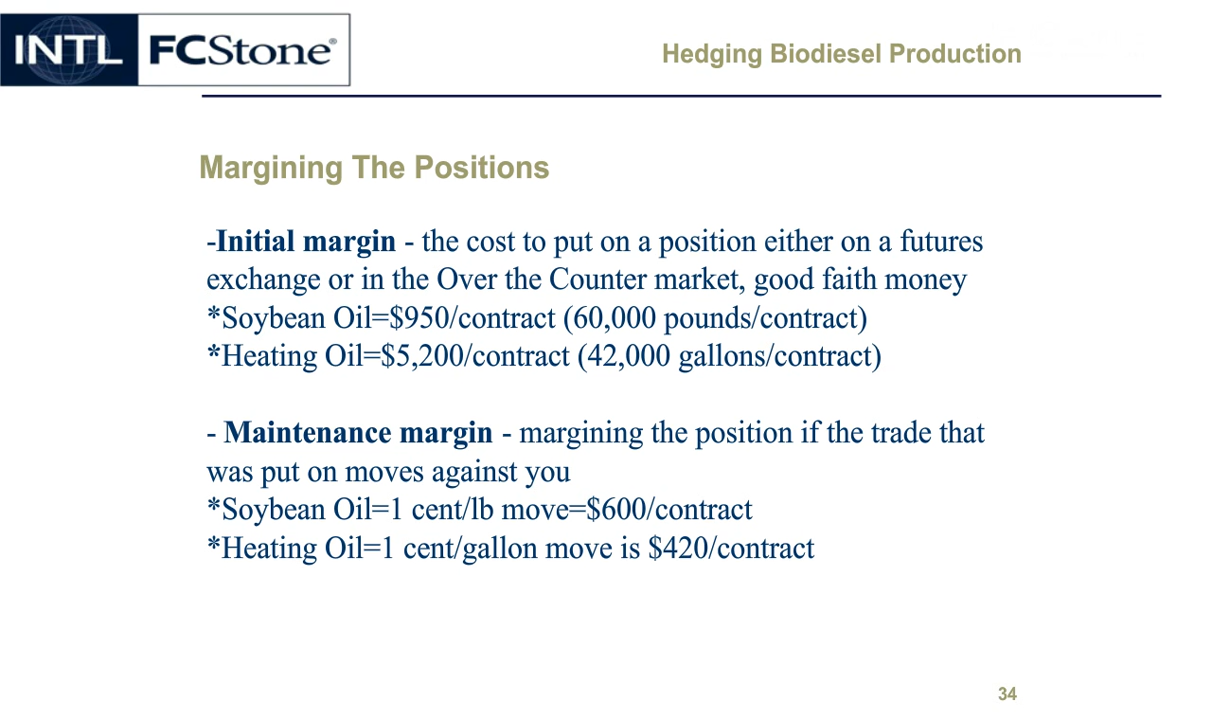 INTL FCStone®
Hedging Biodiesel Production
Margining The Positions
-Initial margin - the cost to put on a position either on a futures
exchange or in the Over the Counter market, good faith money
*Soybean Oil=$950/contract (60,000 pounds/contract)
*Heating Oil=$5,200/contract (42,000 gallons/contract)
- Maintenance margin - margining the position if the trade that
was put on moves against you
*Soybean Oil=1 cent/lb move=$600/contract
*Heating Oil=1 cent/gallon move is $420/contract
34